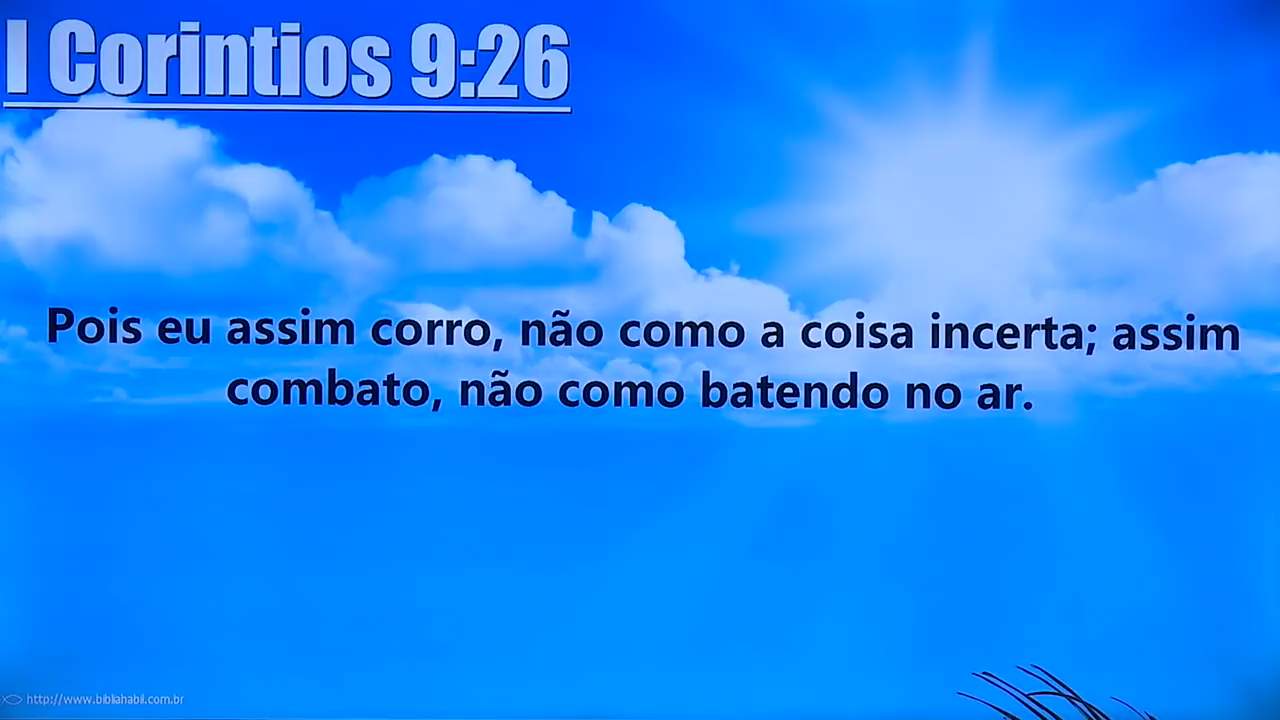 I Corintios 9:26
Pois eu assim corro, não como a coisa incerta; assim
combato, não como batendo no ar.
http://www.bibliahabil.com.br